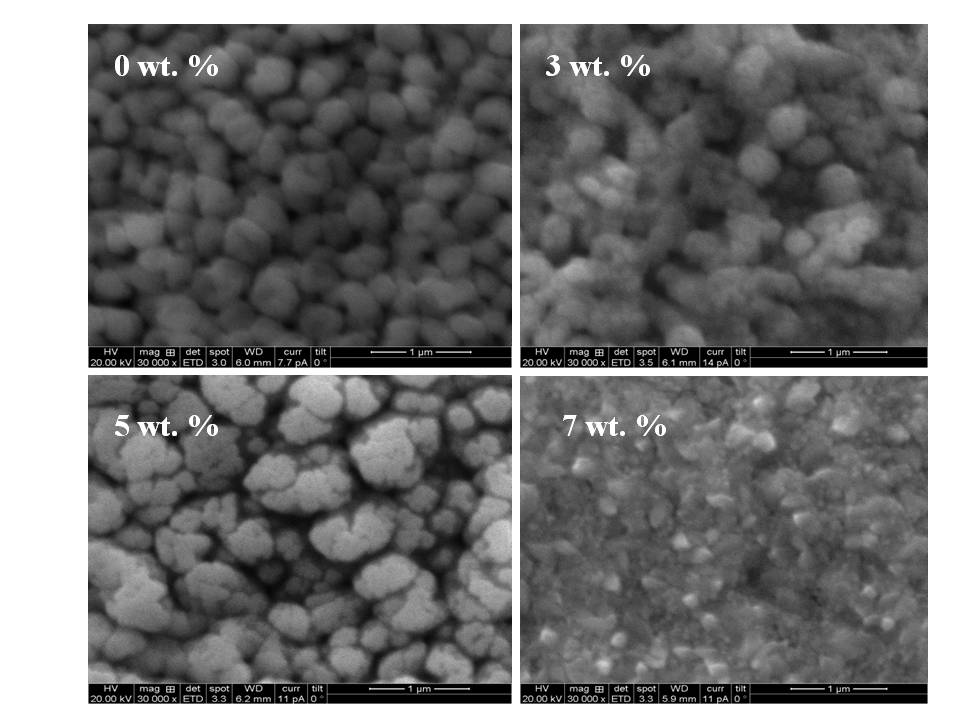 0 wt. %
3 wt. %
HV mag ⊞ det spot WD curr tilt
20.00 kV 30 000 x ETD 3.0 6.0 mm 7.7 pA 0 °
1 µm
HV mag ⊞ det spot WD curr tilt
20.00 kV 30 000 x ETD 3.5 6.1 mm 14 pA 0 °
1 µm
5 wt. %
7 wt. %
HV mag ⊞ det spot WD curr tilt
20.00 kV 30 000 x ETD 3.3 6.2 mm 11 pA 0 °
1 µm
HV mag ⊞ det spot WD curr tilt
20.00 kV 30 000 x ETD 3.3 5.9 mm 11 pA 0 °
1 µm